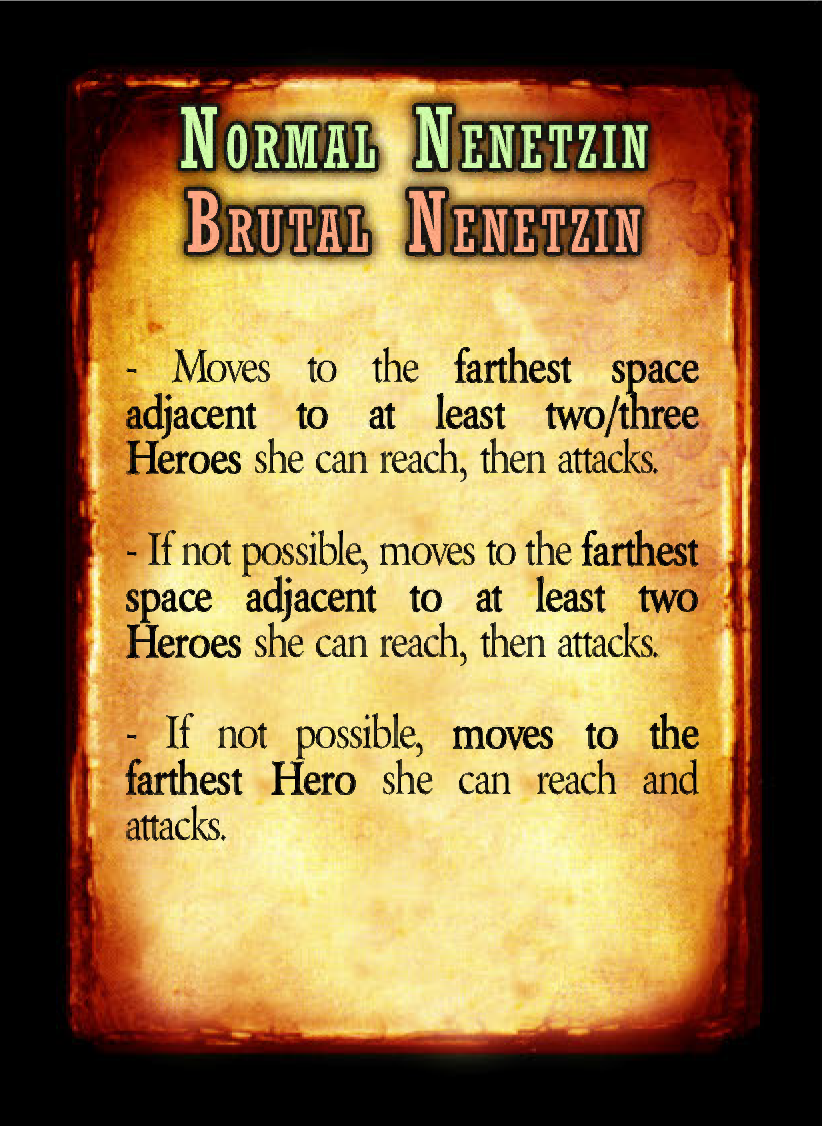 Normal Nenetzin
Brutal Nenetzin
- Moves to the farthest space
adjacent to at least two/three
Heroes she can reach, then attacks.
- If not possible, moves to the farthest
space adjacent to at least two
Heroes she can reach, then attacks.
- If not possible, moves to the
farthest Hero she can reach and
attacks.